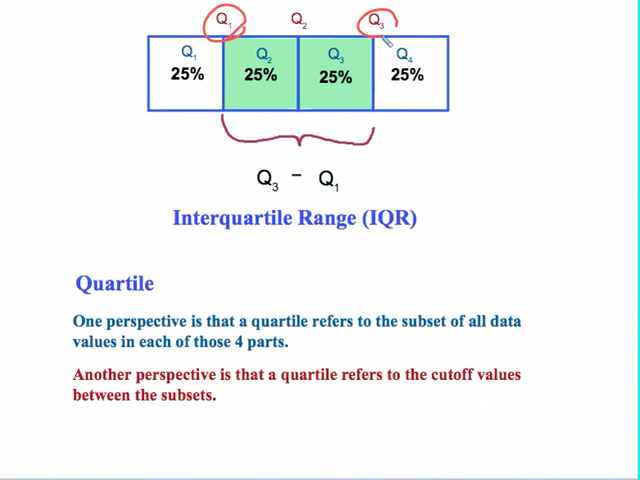 Q1 Q2 Q3
Q1 Q2 Q3 Q4
25% 25% 25% 25%
Q3 - Q1
Interquartile Range (IQR)
Quartile
One perspective is that a quartile refers to the subset of all data
values in each of those 4 parts.
Another perspective is that a quartile refers to the cutoff values
between the subsets.